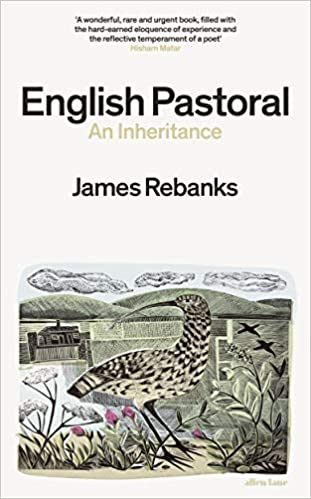 'A wonderful, rare and urgent book, filled with
the hard-earned eloquence of experience and
the reflective temperament of a poet'
Hisham Matar
English Pastoral
An Inheritance
James Rebanks
allen lane